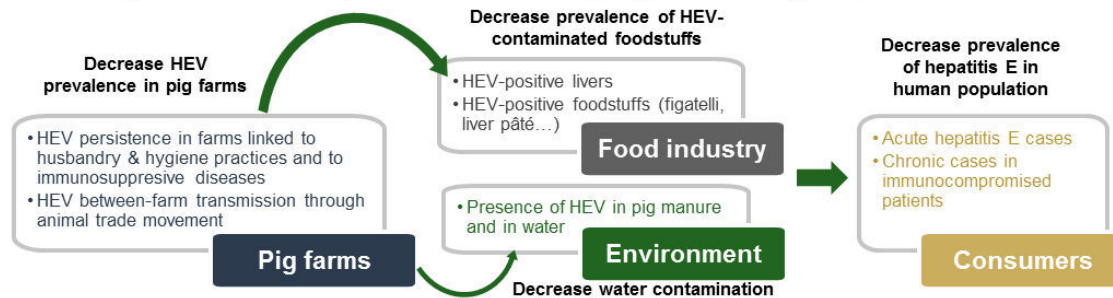 Decrease HEV
prevalence in pig farms
• HEV persistence in farms linked to
husbandry & hygiene practices and to
immunosuppresive diseases
• HEV between-farm transmission through
animal trade movement
Pig farms
Decrease prevalence of HEV-
contaminated foodstuffs
• HEV-positive livers
• HEV-positive foodstuffs (figatelli,
liver pâté…)
Food industry
• Presence of HEV in pig manure
and in water
Environment
Decrease water contamination
Decrease prevalence
of hepatitis E in
human population
• Acute hepatitis E cases
• Chronic cases in
immunocompromised
patients
Consumers